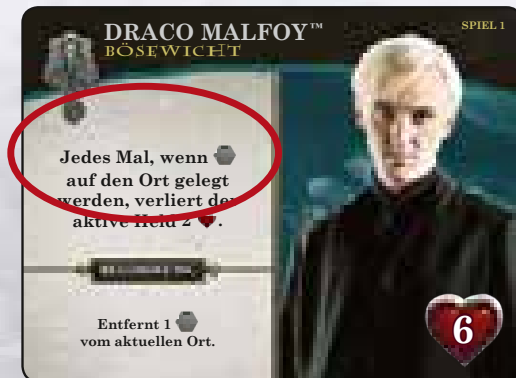 DRACO MALFOY™
SPIEL 1
BÖSEWICHT
Jedes Mal, wenn
auf den Ort gelegt
werden, verliert der
aktive Held 2 .
Entfernt 1
vom aktuellen Ort.
6